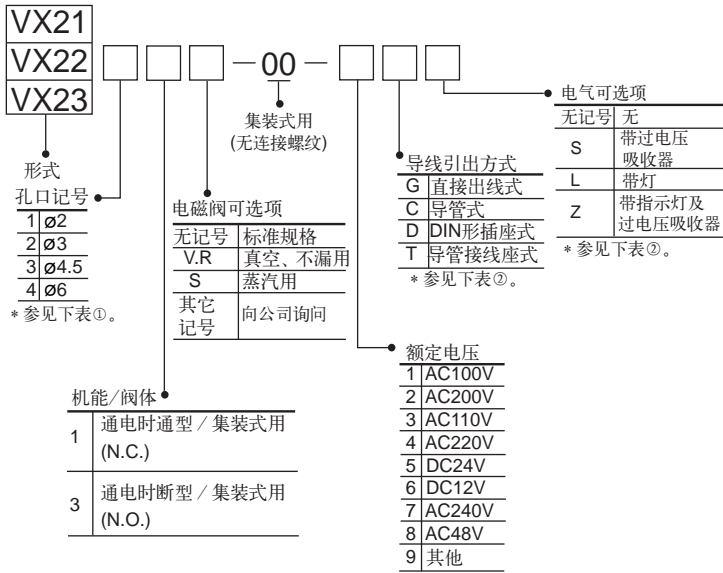 VX21
VX22
VX23
— 00 —
集装式用
(无连接螺纹)
形式
孔口记号
1 ø2
2 ø3
3 ø4.5
4 ø6
*参见下表①。
电磁阀可选项
无记号 标准规格
V.R 真空、不漏用
S 蒸汽用
其它
记号
向公司询问
导线引出方式
G 直接出线式
C 导管式
D DIN形插座式
T 导管接线座式
*参见下表②。
电气可选项
无记号 无
S 带过电压
吸收器
L 带灯
Z 带指示灯及
过电压吸收器
*参见下表②。
机能/阀体
1 通电时通型/集装式用
(N.C.)
3 通电时断型/集装式用
(N.O.)
额定电压
1 AC100V
2 AC200V
3 AC110V
4 AC220V
5 DC24V
6 DC12V
7 AC240V
8 AC48V
9 其他